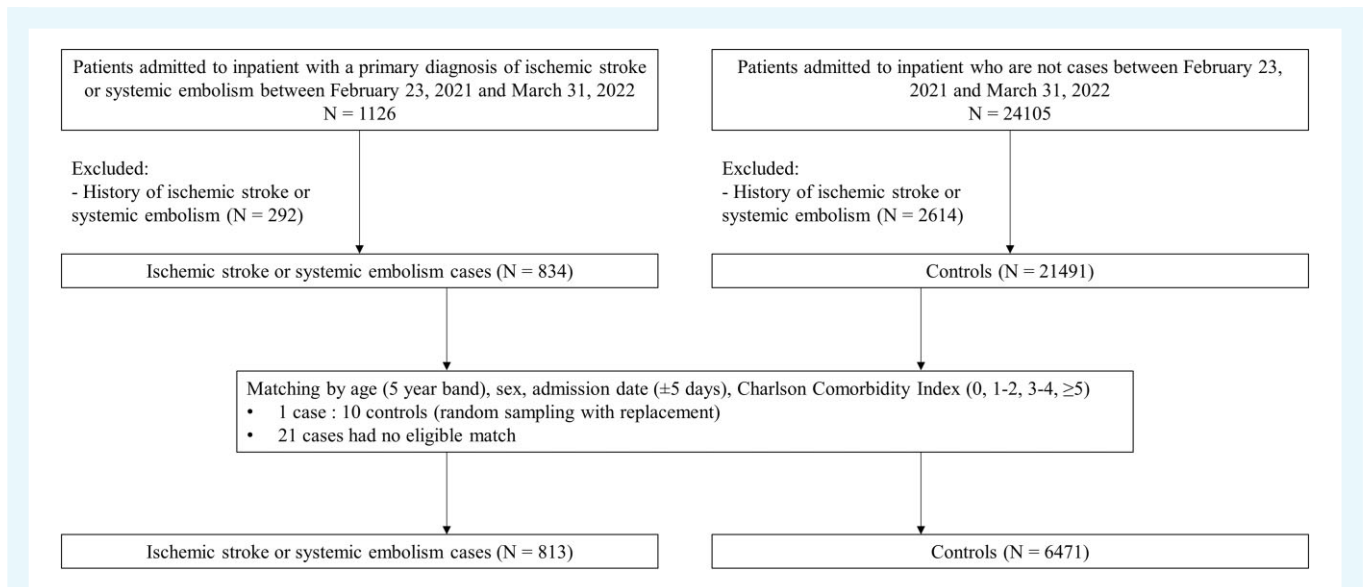 Patients admitted to inpatient with a primary diagnosis of ischemic stroke
or systemic embolism between February 23, 2021 and March 31, 2022
N = 1126
Patients admitted to inpatient who are not cases between February 23,
2021 and March 31, 2022
N = 24105
Excluded:
- History of ischemic stroke or
systemic embolism (N = 292)
Excluded:
- History of ischemic stroke or
systemic embolism (N = 2614)
Ischemic stroke or systemic embolism cases (N = 834)
Controls (N = 21491)
Matching by age (5 year band), sex, admission date (±5 days), Charlson Comorbidity Index (0, 1-2, 3-4, ≥5)
• 1 case : 10 controls (random sampling with replacement)
• 21 cases had no eligible match
Ischemic stroke or systemic embolism cases (N = 813)
Controls (N = 6471)